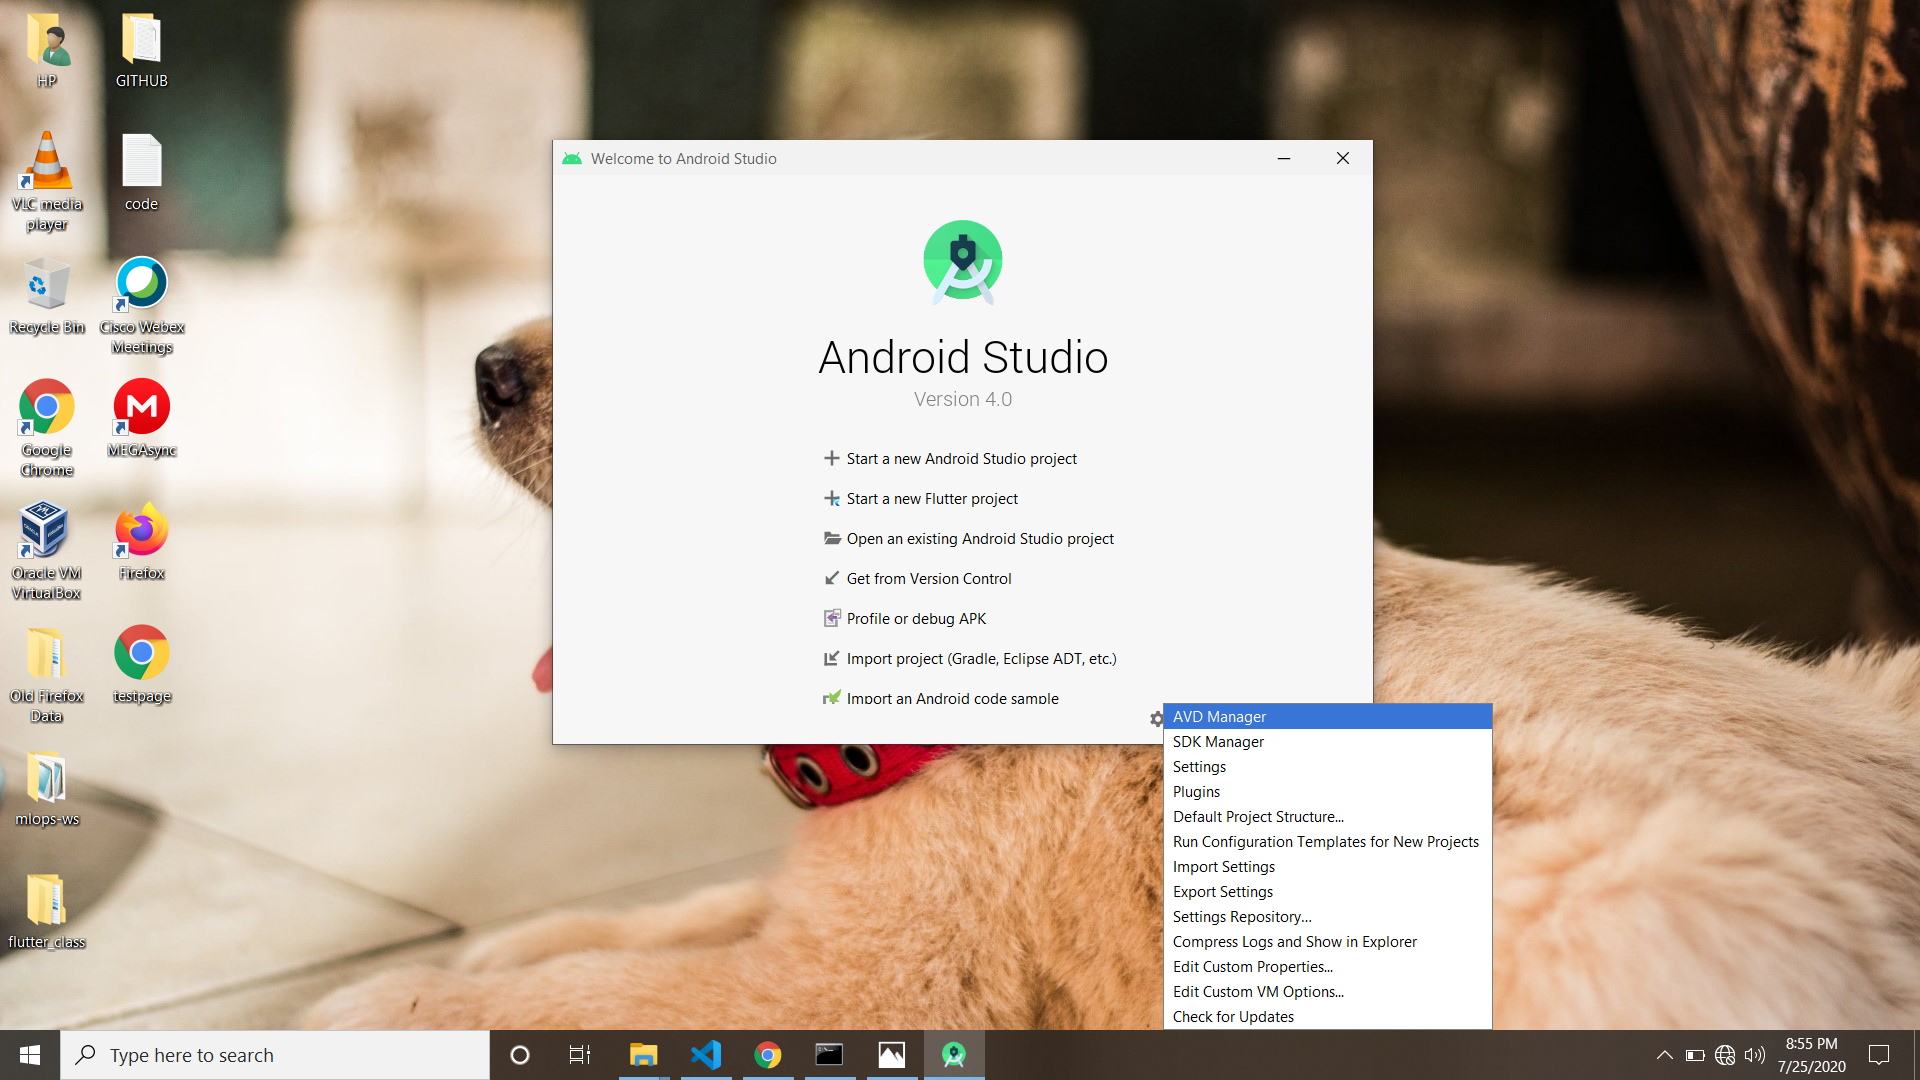 HP
GITHUB
VLC media
player
code
Recycle Bin
Cisco Webex
Meetings
Google
Chrome
MEGAsync
Oracle VM
VirtualBox
Firefox
Old Firefox
Data
testpage
mlops-ws
flutter_class
Welcome to Android Studio
Android Studio
Version 4.0
Start a new Android Studio project
Start a new Flutter project
Open an existing Android Studio project
Get from Version Control
Profile or debug APK
Import project (Gradle, Eclipse ADT, etc.)
Import an Android code sample
AVD Manager
SDK Manager
Settings
Plugins
Default Project Structure...
Run Configuration Templates for New Projects
Import Settings
Export Settings
Settings Repository...
Compress Logs and Show in Explorer
Edit Custom Properties...
Edit Custom VM Options...
Check for Updates
Type here to search
8:55 PM
7/25/2020